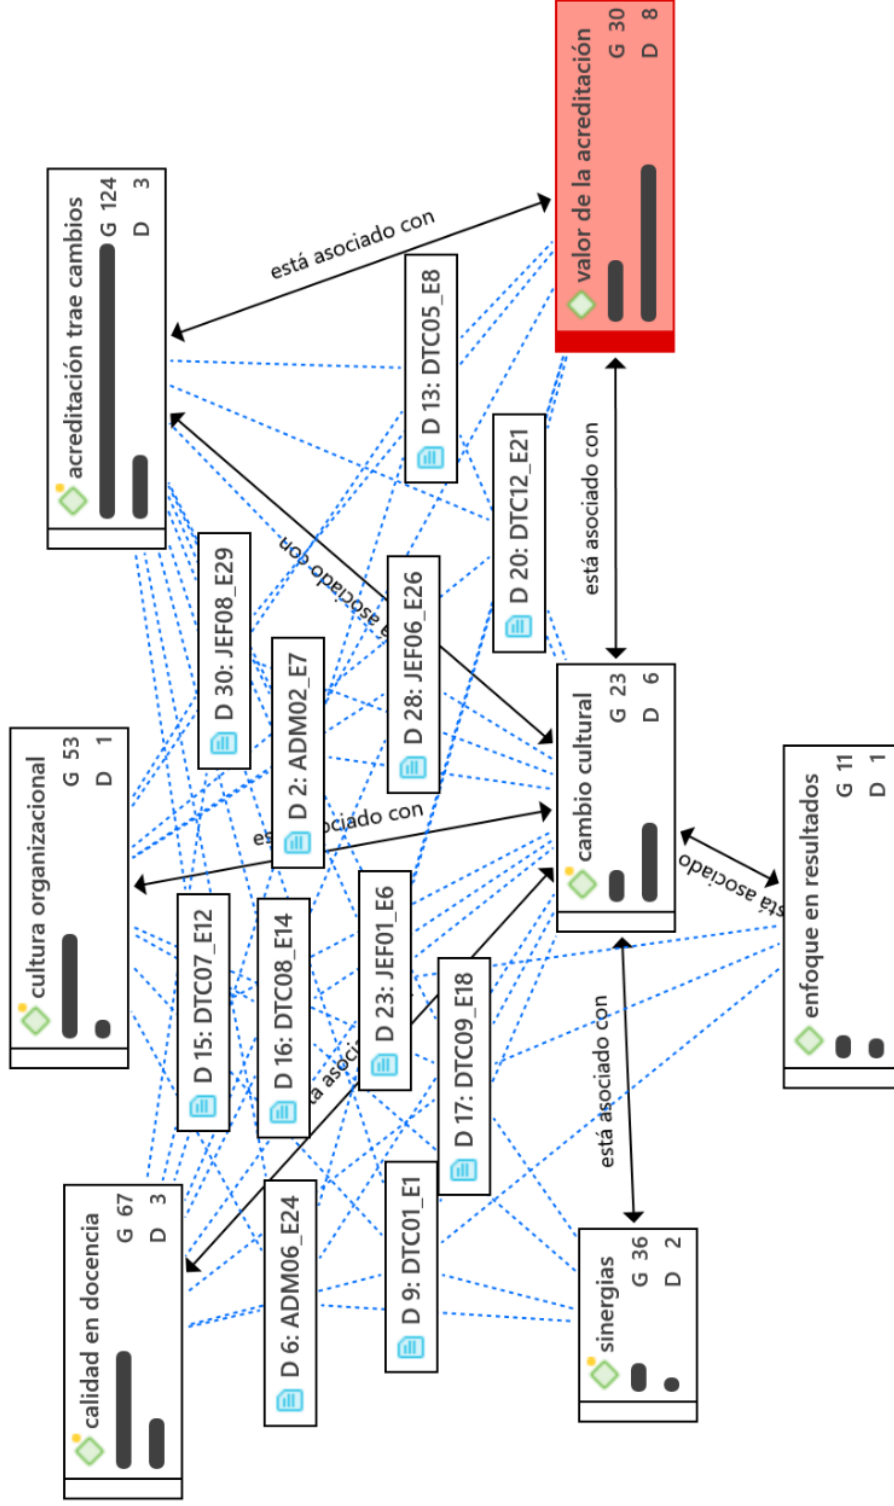 cultura organizacional
G 53
D 1
calidad en docencia
G 67
D 3
acreditación trae cambios
G 124
D 3
D 15: DTC07_E12
D 30: JEF08_E29
D 6: ADM06_E24
D 16: DTC08_E14
D 2: ADM02_E7
está asociado con
asociado con
con
D 9: DTC01_E1
D 23: JEF01_E6
D 28: JEF06_E26
D 13: DTC05_E8
D 17: DTC09_E18
D 20: DTC12_E21
sinergias
G 36
D 2
está asociado con
cambio cultural
G 23
D 6
está asociado con
valor de la acreditación
G 30
D 8
asociado
enfoque en resultados
G 11
D 1